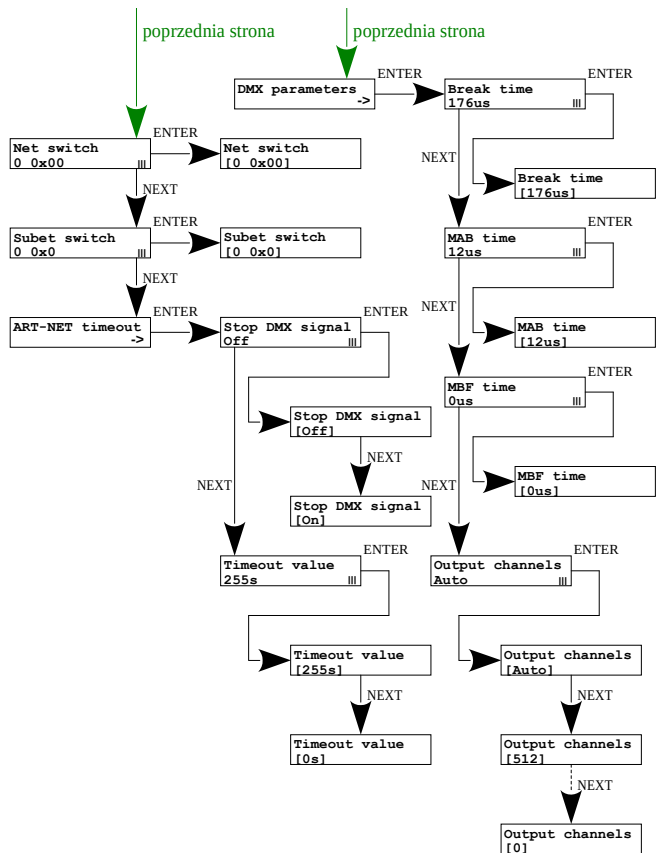 poprzednia strona
poprzednia strona
DMX parameters
->
ENTER
Break time
176us
ENTER
NEXT
Break time
[176us]
Net switch
0 0x00
ENTER
Net switch
[0 0x00]
NEXT
Subet switch
0 0x0
ENTER
Subet switch
[0 0x0]
NEXT
MAB time
12us
ENTER
NEXT
MAB time
[12us]
ART-NET timeout
->
ENTER
Stop DMX signal
Off
ENTER
Stop DMX signal
[Off]
NEXT
Stop DMX signal
[On]
NEXT
MBF time
0us
ENTER
NEXT
MBF time
[0us]
Timeout value
255s
ENTER
Timeout value
[255s]
NEXT
Timeout value
[0s]
Output channels
Auto
ENTER
Output channels
[Auto]
NEXT
Output channels
[512]
NEXT
Output channels
[0]